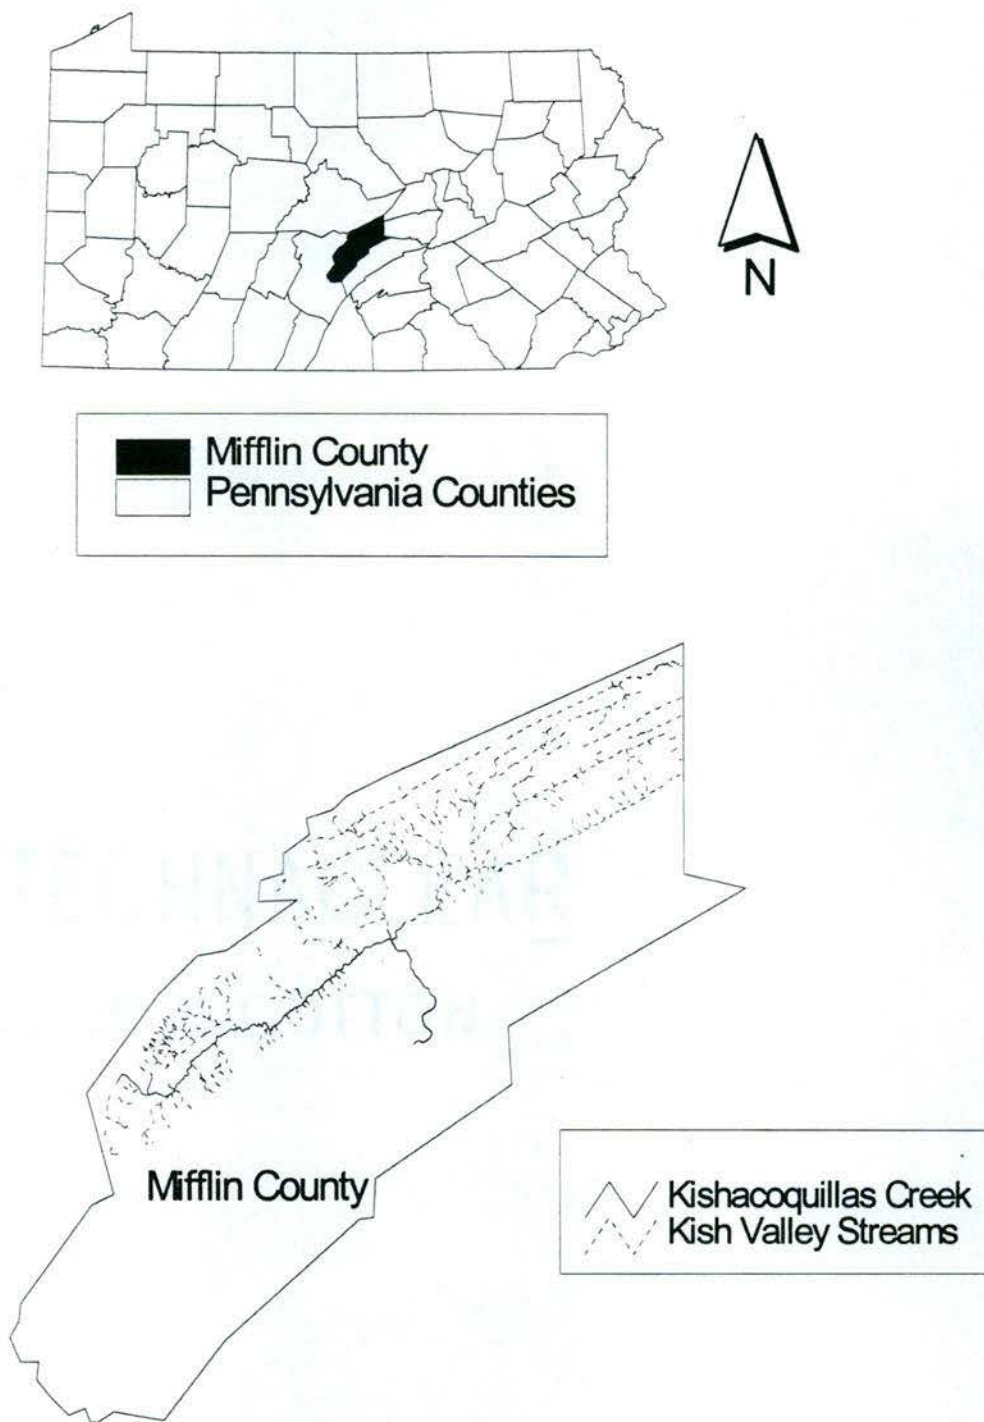 N
Mifflin County
Pennsylvania Counties
Mifflin County
Kishacoquillas Creek
Kish Valley Streams